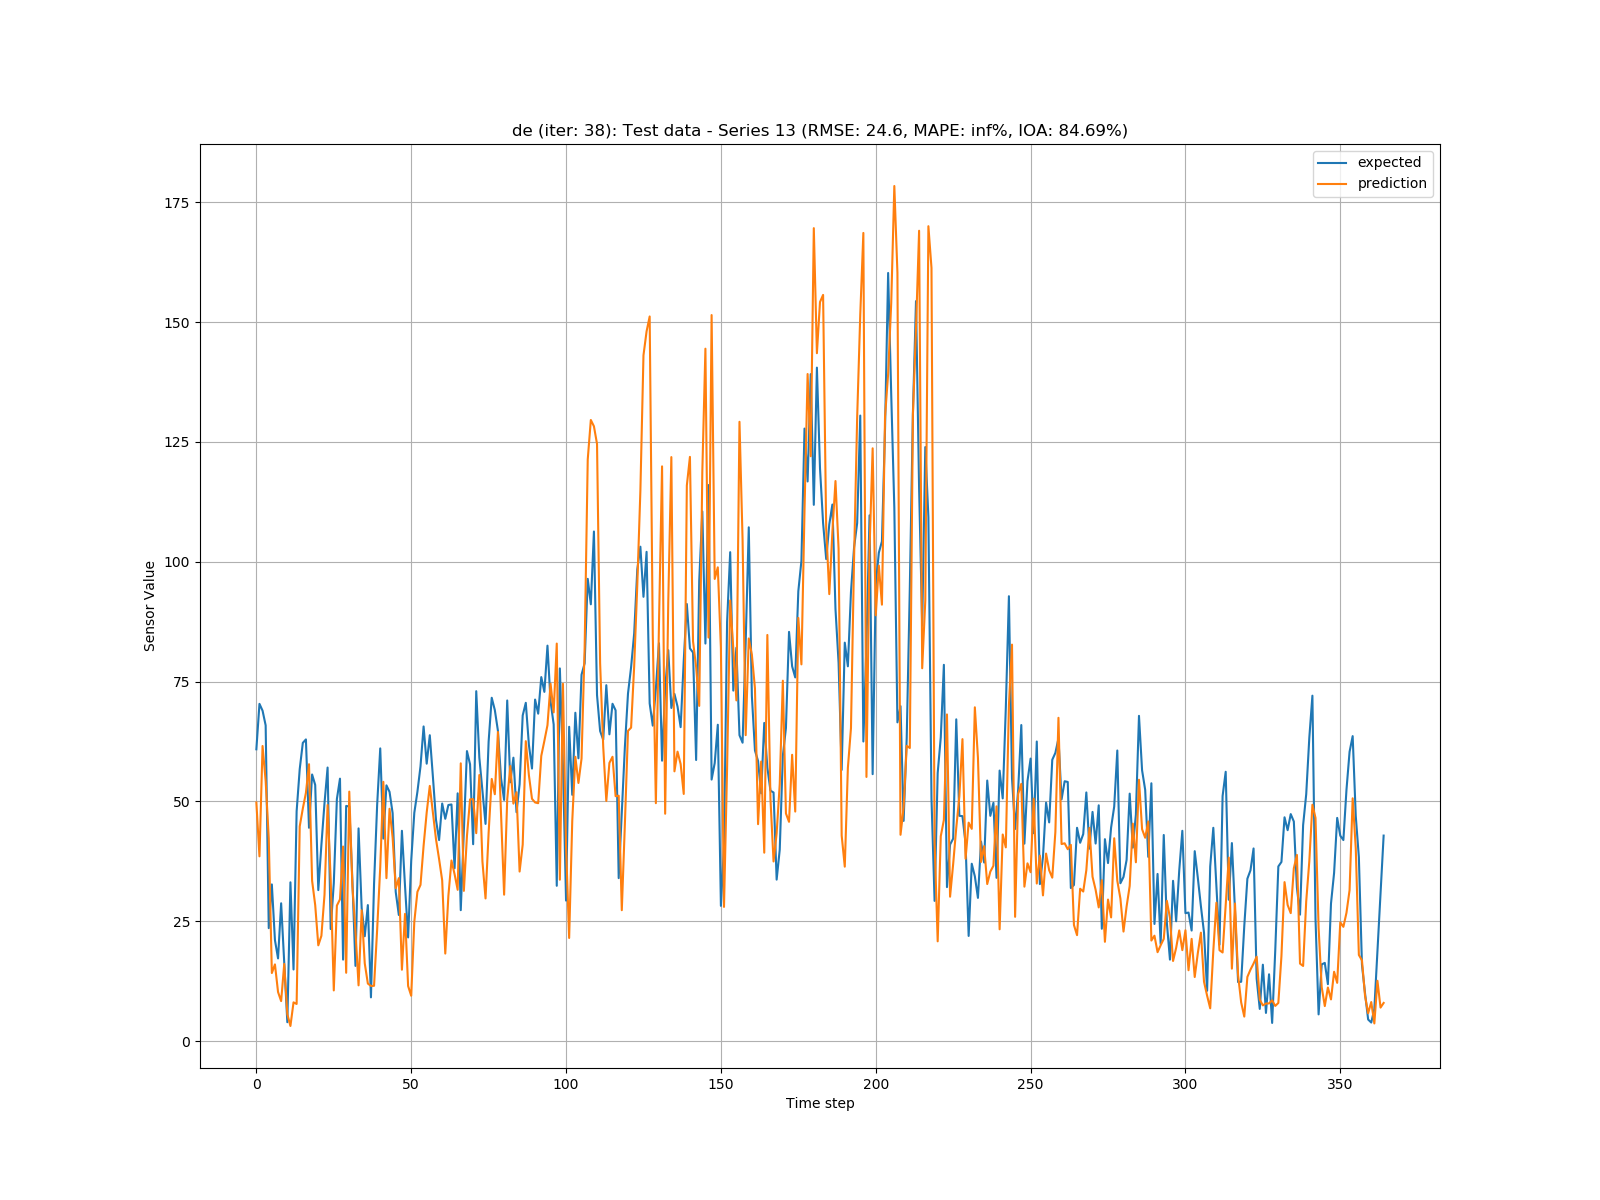 de (iter: 38): Test data - Series 13 (RMSE: 24.6, MAPE: inf%, IOA: 84.69%)
expected
prediction
175
150
125
100
75
50
25
0
Sensor Value
0 50 100 150 200 250 300 350
Time step